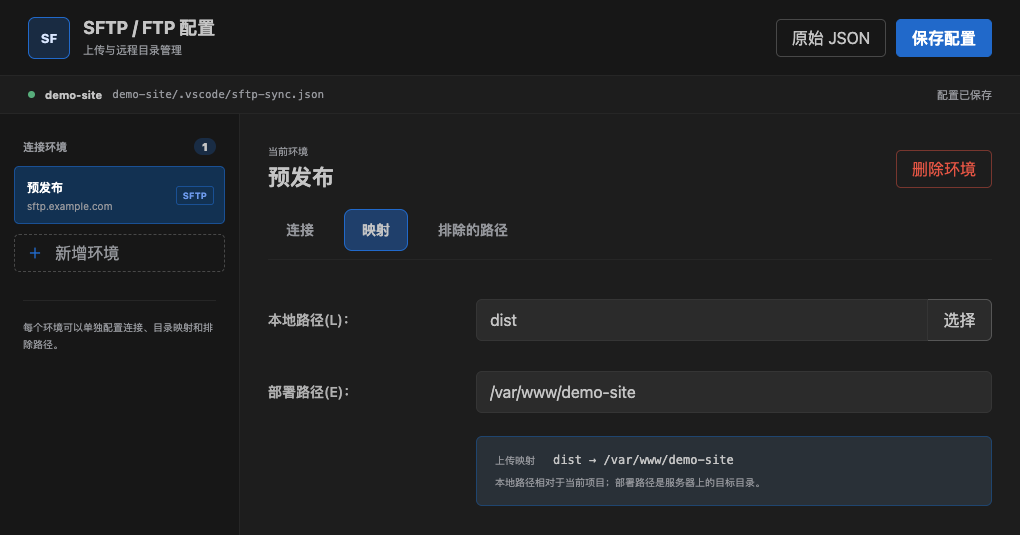 SF
SFTP / FTP 配置
上传与远程目录管理
原始 JSON
保存配置
demo-site demo-site/.vscode/sftp-sync.json
配置已保存
连接环境 1
预发布
sftp.example.com
SFTP
+ 新增环境
每个环境可以单独配置连接、目录映射和排
除路径。
当前环境
预发布
删除环境
连接 映射 排除的路径
本地路径(L): dist 选择
部署路径(E): /var/www/demo-site
上传映射 dist → /var/www/demo-site
本地路径相对于当前项目；部署路径是服务器上的目标目录。